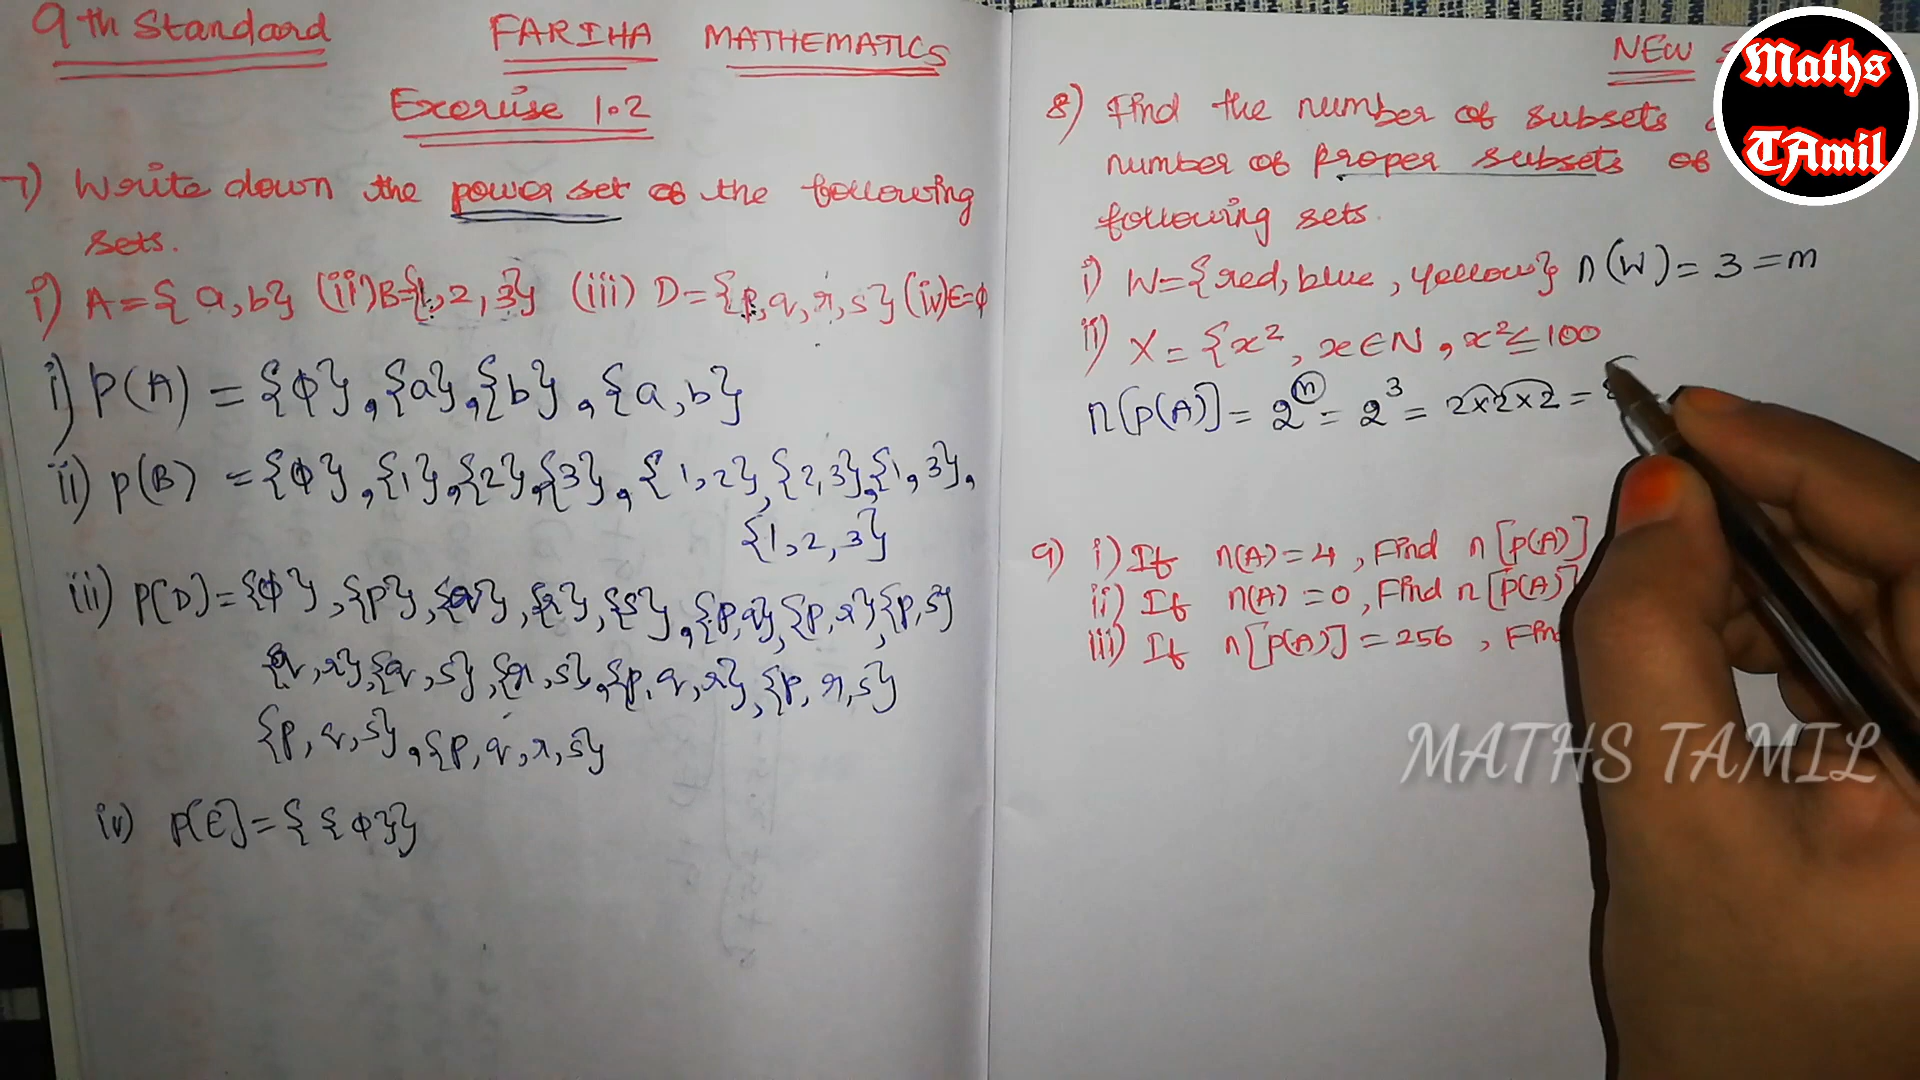 9th Standard
FARIHA MATHEMATICS
Exercise 1.2
7) Write down the power set of the following
sets.
i) A={a,b} (ii) B={1,2,3} (iii) D={p,q,r,s} (iv) E=φ
i) P(A) = {φ}, {a}, {b}, {a,b}
ii) P(B) = {φ}, {1}, {2}, {3}, {1,2}, {2,3}, {1,3},
{1,2,3}
iii) P[D] = {φ}, {p}, {q}, {r}, {s}, {p,q}, {p,r}, {p,s}
{q,r}, {q,s}, {r,s}, {p,q,r}, {p,r,s}
{p,q,s}, {p,q,r,s}
iv) P[E] = { {φ}}
NEW
8) Find the number of subsets
number of proper subsets of
following sets.
i) W={red, blue, yellow} n(W) = 3 = m
ii) X = {x², x∈N, x² ≤ 100
n[P(A)] = 2^m = 2³ = 2×2×2 =
9) i) If n(A) = 4, Find n[P(A)]
ii) If n(A) = 0, Find n[P(A)]
iii) If n[P(A)] = 256,
Maths
TAmil
MATHS TAMIL